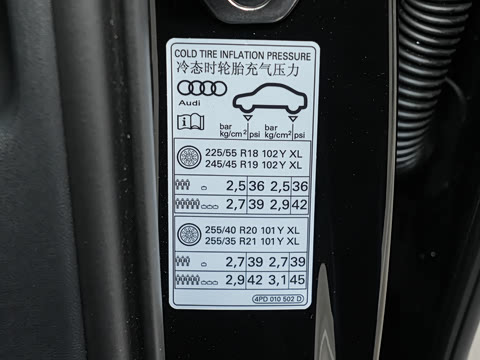 COLD TIRE INFLATION PRESSURE
冷态时轮胎充气压力
Audi
bar kg/cm² psi bar kg/cm² psi
225/55 R18 102Y XL
245/45 R19 102Y XL
2,5 36 2,5 36
2,7 39 2,9 42
255/40 R20 101Y XL
255/35 R21 101Y XL
2,7 39 2,7 39
2,9 42 3,1 45
4PD 010 502 D